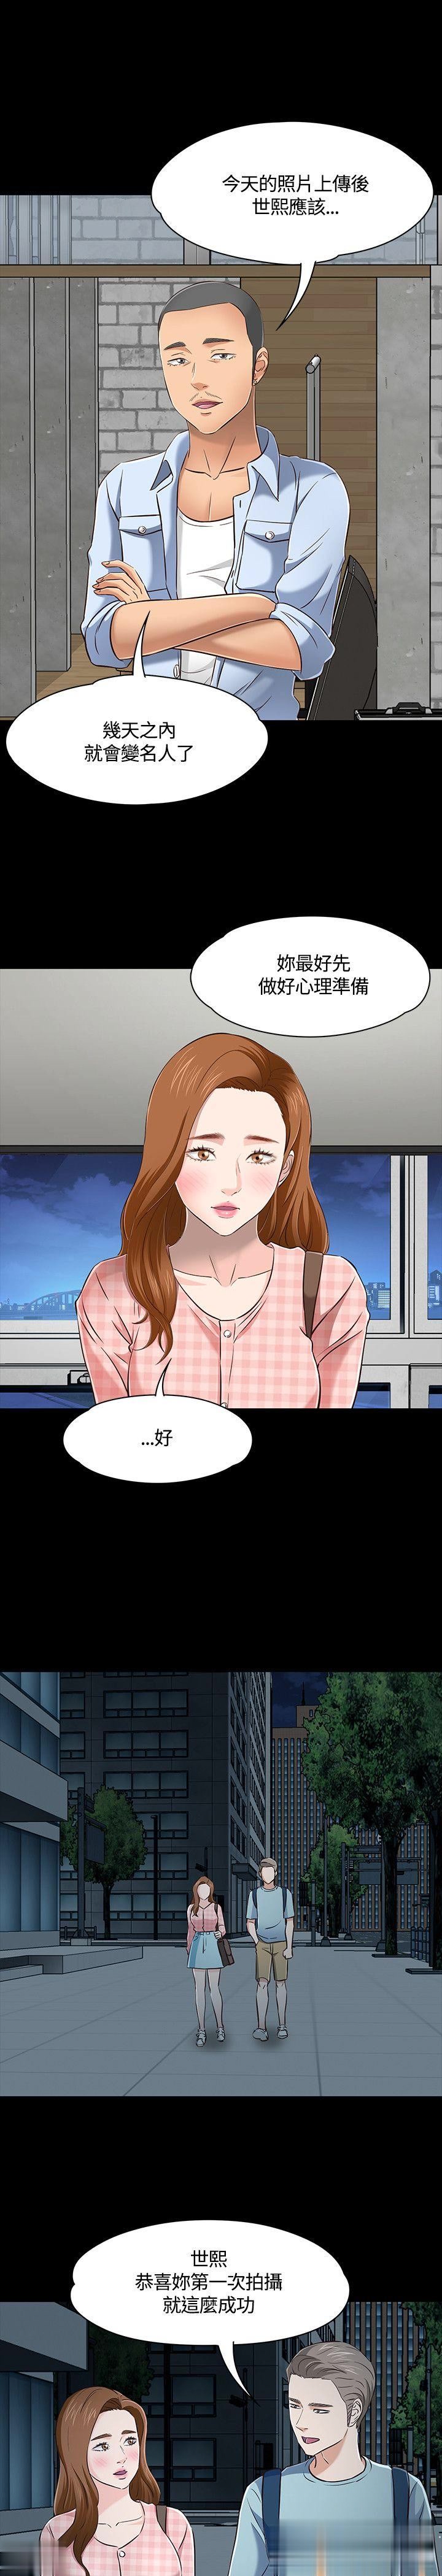 今天的照片上傳後
世熙應該...
幾天之內
就會變名人了
妳最好先
做好心理準備
...好
世熙
恭喜妳第一次拍攝
就這麼成功